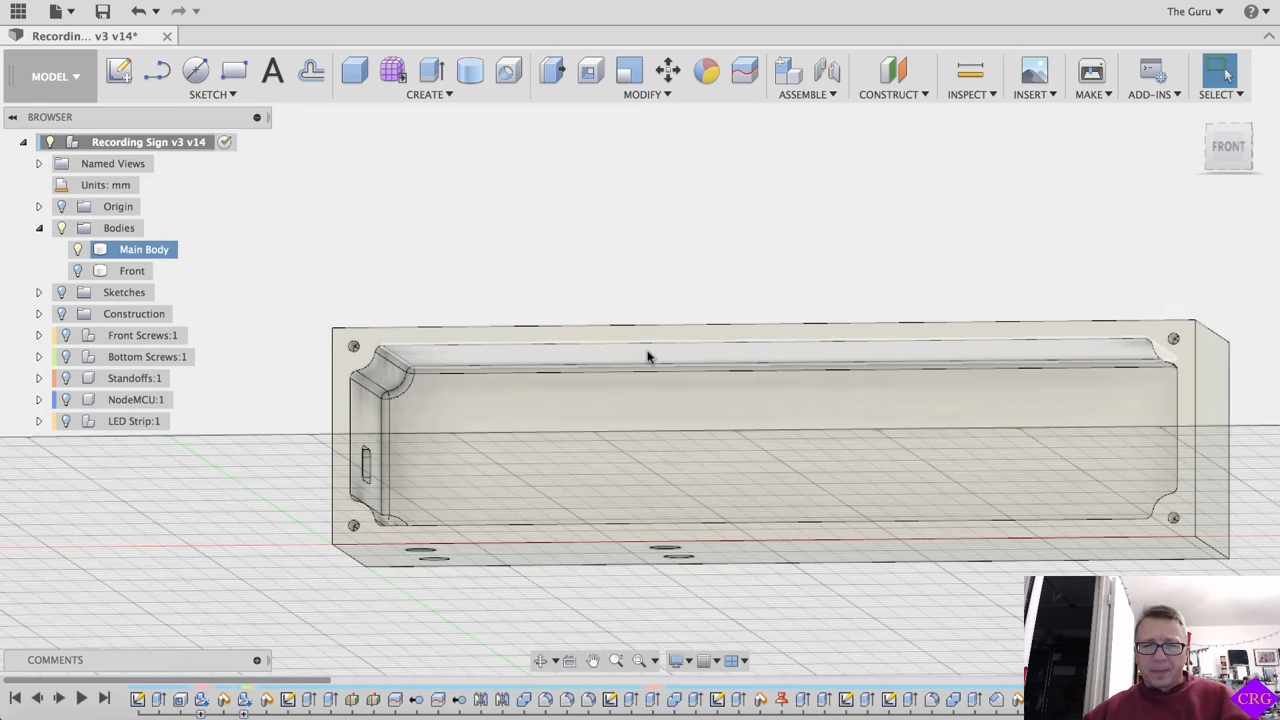 The Guru
Recordin... v3 v14*
MODEL
SKETCH
CREATE
MODIFY
ASSEMBLE
CONSTRUCT
INSPECT
INSERT
MAKE
ADD-INS
SELECT
BROWSER
Recording Sign v3 v14
Named Views
Units: mm
Origin
Bodies
Main Body
Front
Sketches
Construction
Front Screws:1
Bottom Screws:1
Standoffs:1
NodeMCU:1
LED Strip:1
FRONT
COMMENTS
CRG